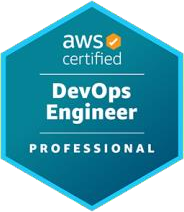 aws
certified
DevOps
Engineer
PROFESSIONAL